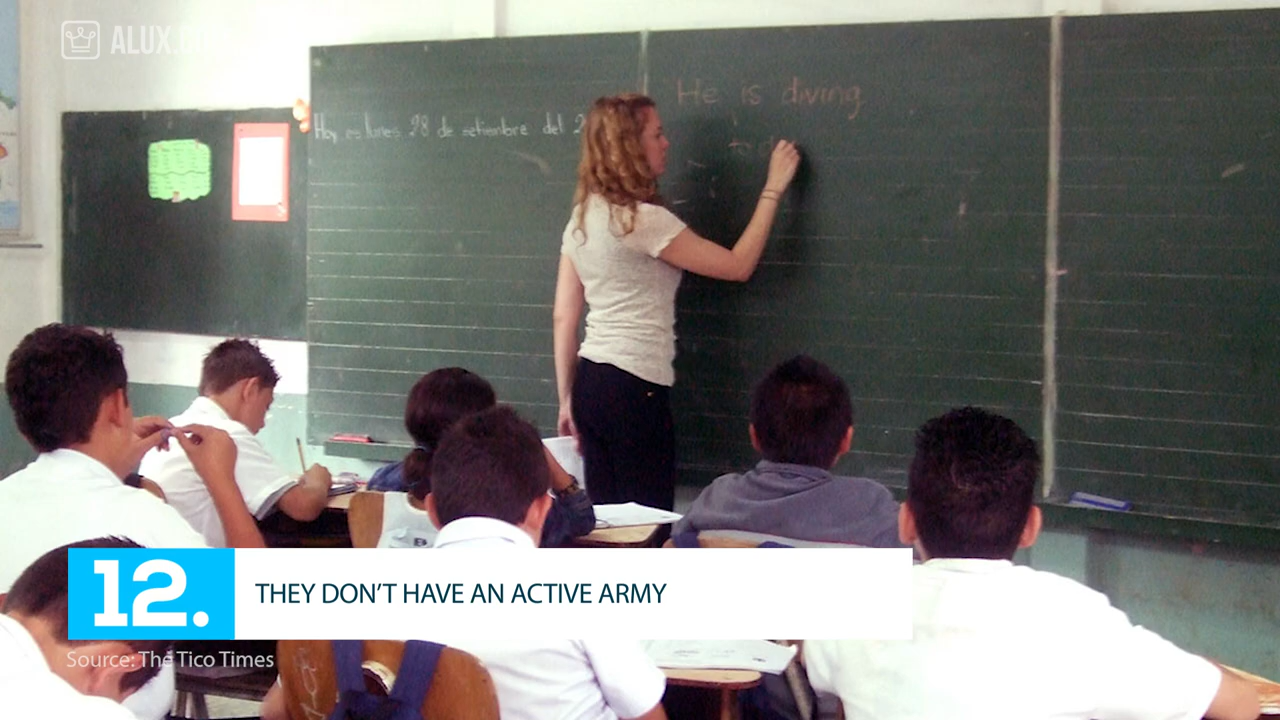 ALUX.COM
He is diving
Hoy es lunes 28 de setiembre del 2
12.
THEY DON'T HAVE AN ACTIVE ARMY
Source: The Tico Times